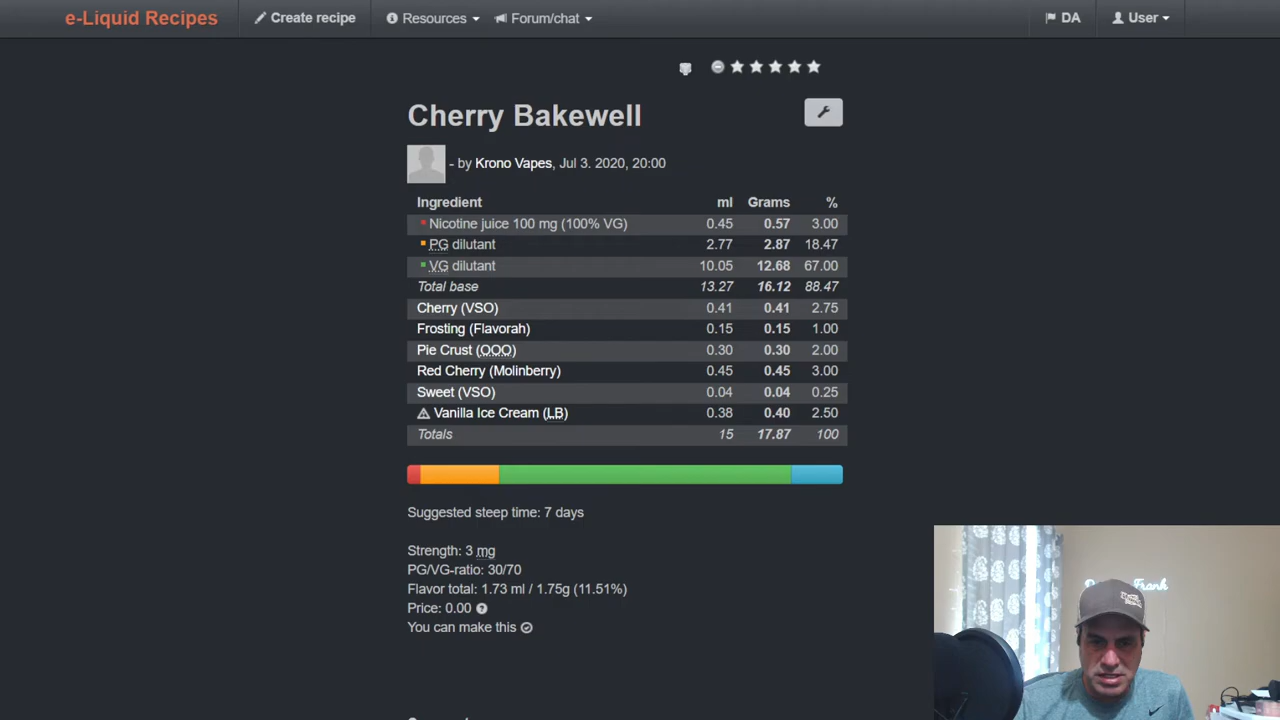 e-Liquid Recipes Create recipe Resources Forum/chat DA User
Cherry Bakewell
- by Krono Vapes, Jul 3. 2020, 20:00
Ingredient ml Grams %
Nicotine juice 100 mg (100% VG) 0.45 0.57 3.00
PG dilutant 2.77 2.87 18.47
VG dilutant 10.05 12.68 67.00
Total base 13.27 16.12 88.47
Cherry (VSO) 0.41 0.41 2.75
Frosting (Flavorah) 0.15 0.15 1.00
Pie Crust (OOO) 0.30 0.30 2.00
Red Cherry (Molinberry) 0.45 0.45 3.00
Sweet (VSO) 0.04 0.04 0.25
Vanilla Ice Cream (LB) 0.38 0.40 2.50
Totals 15 17.87 100
Suggested steep time: 7 days
Strength: 3 mg
PG/VG-ratio: 30/70
Flavor total: 1.73 ml / 1.75g (11.51%)
Price: 0.00
You can make this
Frank